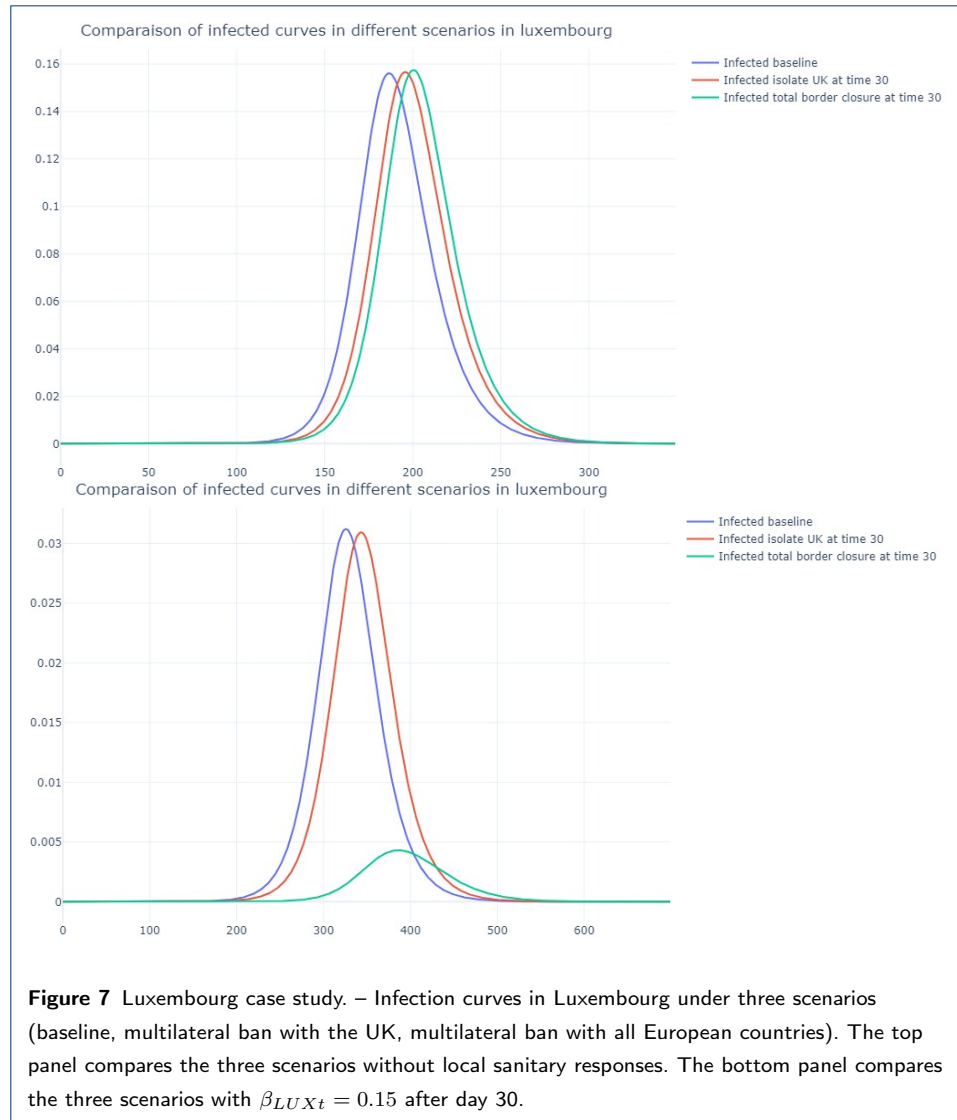 Comparaison of infected curves in different scenarios in luxembourg
Infected baseline
Infected isolate UK at time 30
Infected total border closure at time 30
0.16
0.14
0.12
0.1
0.08
0.06
0.04
0.02
0
0 50 100 150 200 250 300
Comparaison of infected curves in different scenarios in luxembourg
Infected baseline
Infected isolate UK at time 30
Infected total border closure at time 30
0.03
0.025
0.02
0.015
0.01
0.005
0
0 100 200 300 400 500 600
Figure 7 Luxembourg case study. – Infection curves in Luxembourg under three scenarios
(baseline, multilateral ban with the UK, multilateral ban with all European countries). The top
panel compares the three scenarios without local sanitary responses. The bottom panel compares
the three scenarios with β_{LUXt} = 0.15 after day 30.